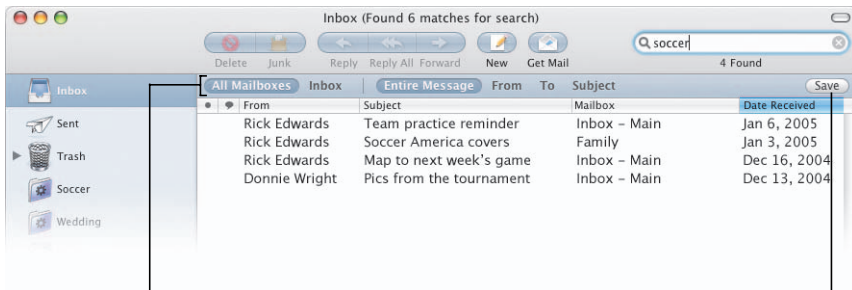 Inbox (Found 6 matches for search)
soccer
Delete Junk Reply Reply All Forward New Get Mail 4 Found
Inbox All Mailboxes Inbox Entire Message From To Subject Save
From Subject Mailbox Date Received
Sent Rick Edwards Team practice reminder Inbox – Main Jan 6, 2005
Rick Edwards Soccer America covers Family Jan 3, 2005
Trash Rick Edwards Map to next week's game Inbox – Main Dec 16, 2004
Donnie Wright Pics from the tournament Inbox – Main Dec 13, 2004
Soccer
Wedding